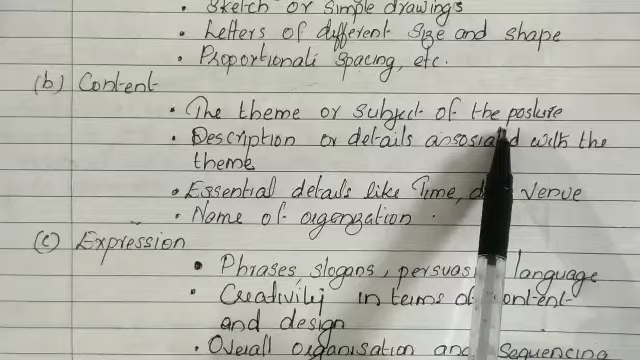 · Sketch or simple drawings
· Letters of different size and shape
· Proportionali spacing, etc.
(b) Content
· The theme or subject of the posture
· Description or details with the
theme
· Essential details like Time, venue
· Name of
(c) Expression
· Phrases, slogans, language
· Creativity in terms of
and design
· Overall organisation and Sequencing